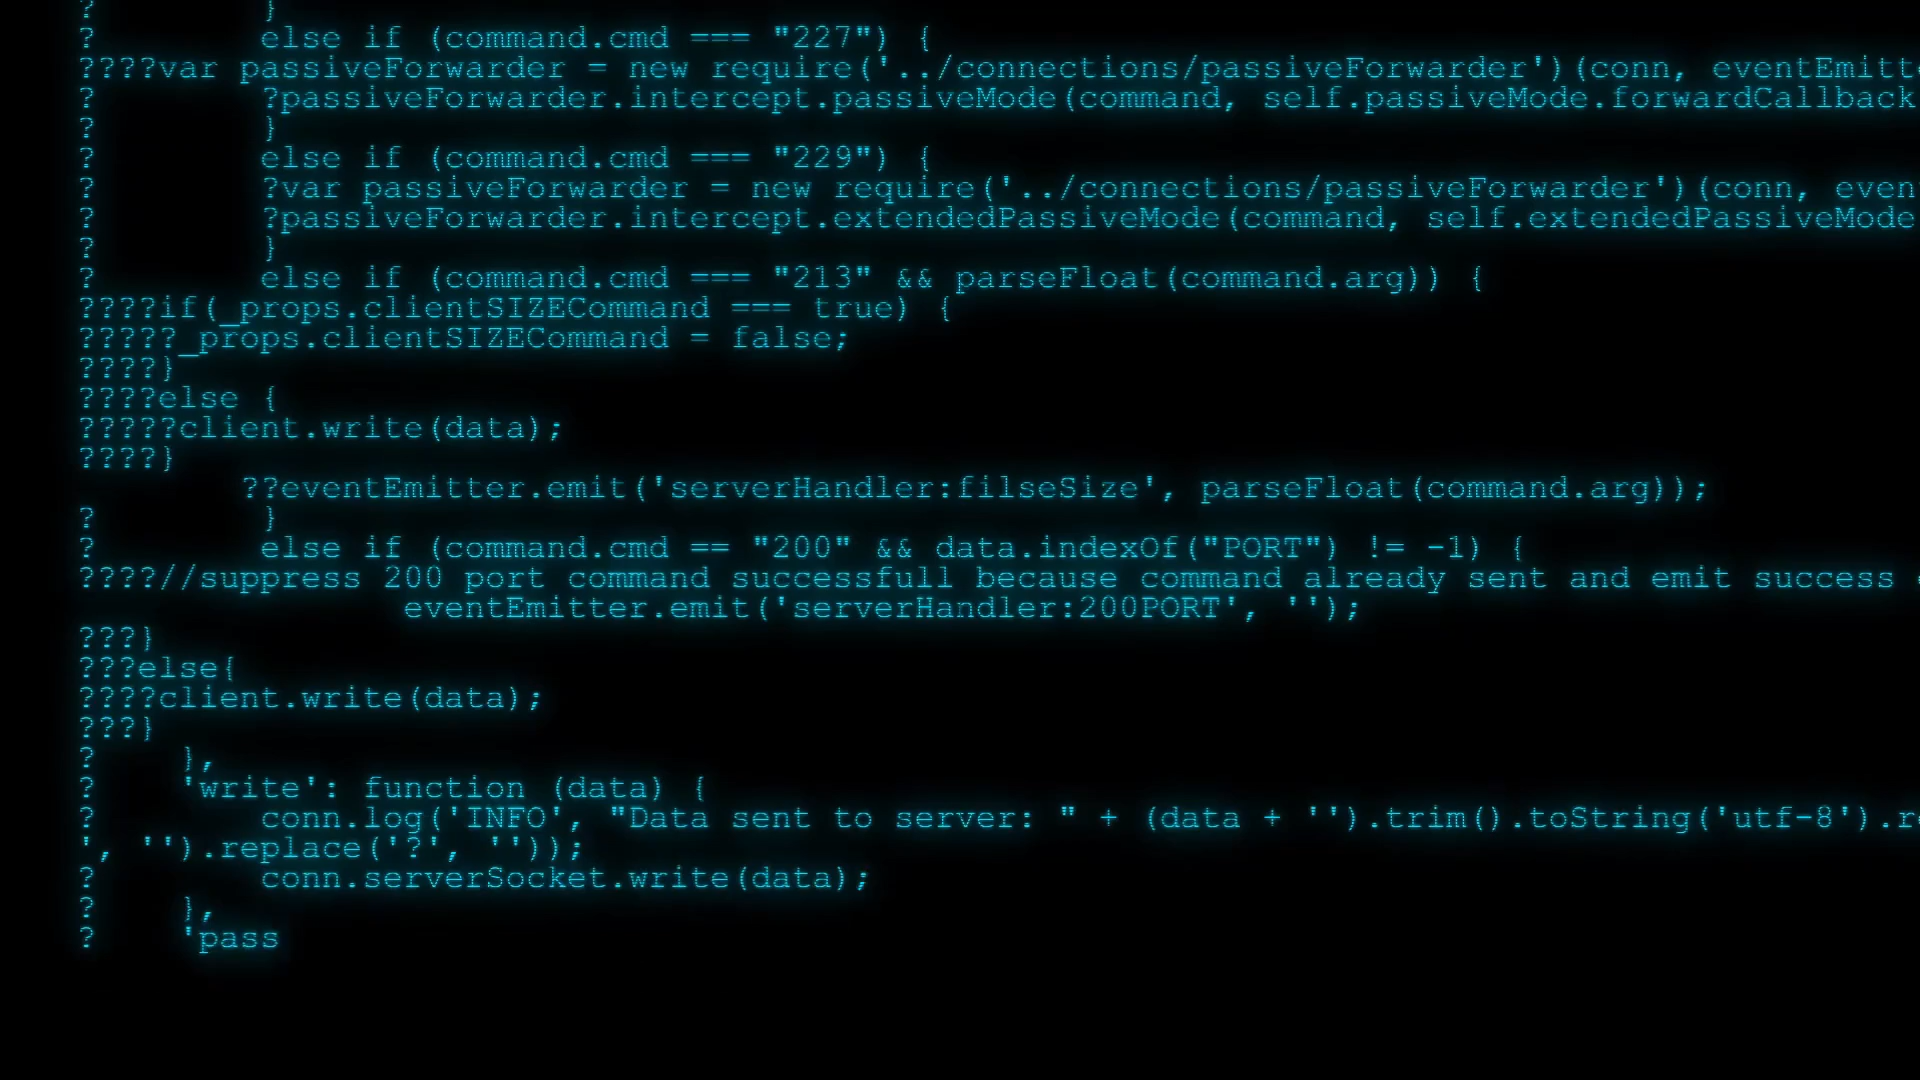 ?         }
?         else if (command.cmd === "227") {
????var passiveForwarder = new require('../connections/passiveForwarder')(conn, eventEmitt
?         ?passiveForwarder.intercept.passiveMode(command, self.passiveMode.forwardCallback
?         }
?         else if (command.cmd === "229") {
?         ?var passiveForwarder = new require('../connections/passiveForwarder')(conn, even
?         ?passiveForwarder.intercept.extendedPassiveMode(command, self.extendedPassiveMode
?         }
?         else if (command.cmd === "213" && parseFloat(command.arg)) {
????if(_props.clientSIZECommand === true) {
?????_props.clientSIZECommand = false;
????}
????else {
?????client.write(data);
????}
        ??eventEmitter.emit('serverHandler:filseSize', parseFloat(command.arg));
?         }
?         else if (command.cmd == "200" && data.indexOf("PORT") != -1) {
????//suppress 200 port command successfull because command already sent and emit success
                eventEmitter.emit('serverHandler:200PORT', '');
???}
???else{
????client.write(data);
???}
?     },
?     'write': function (data) {
?         conn.log('INFO', "Data sent to server: " + (data + '').trim().toString('utf-8').r
', '').replace('?', ''));
?         conn.serverSocket.write(data);
?     },
?     'pass